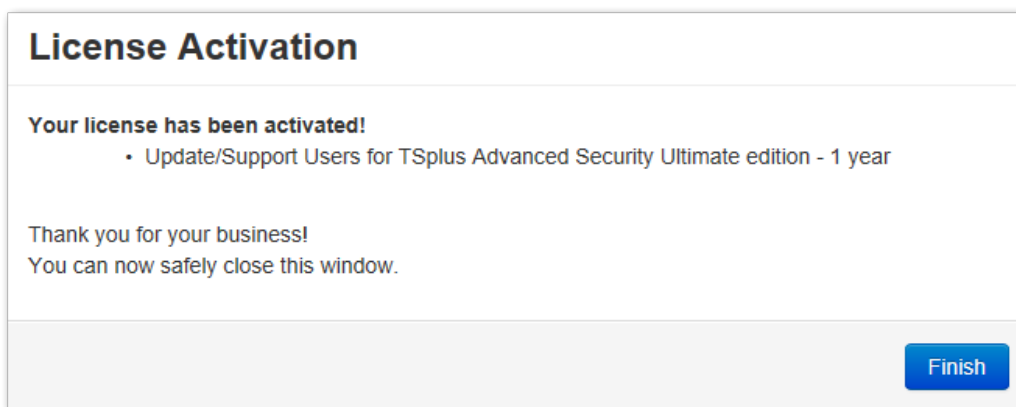 License Activation
Your license has been activated!
• Update/Support Users for TSplus Advanced Security Ultimate edition - 1 year
Thank you for your business!
You can now safely close this window.
Finish